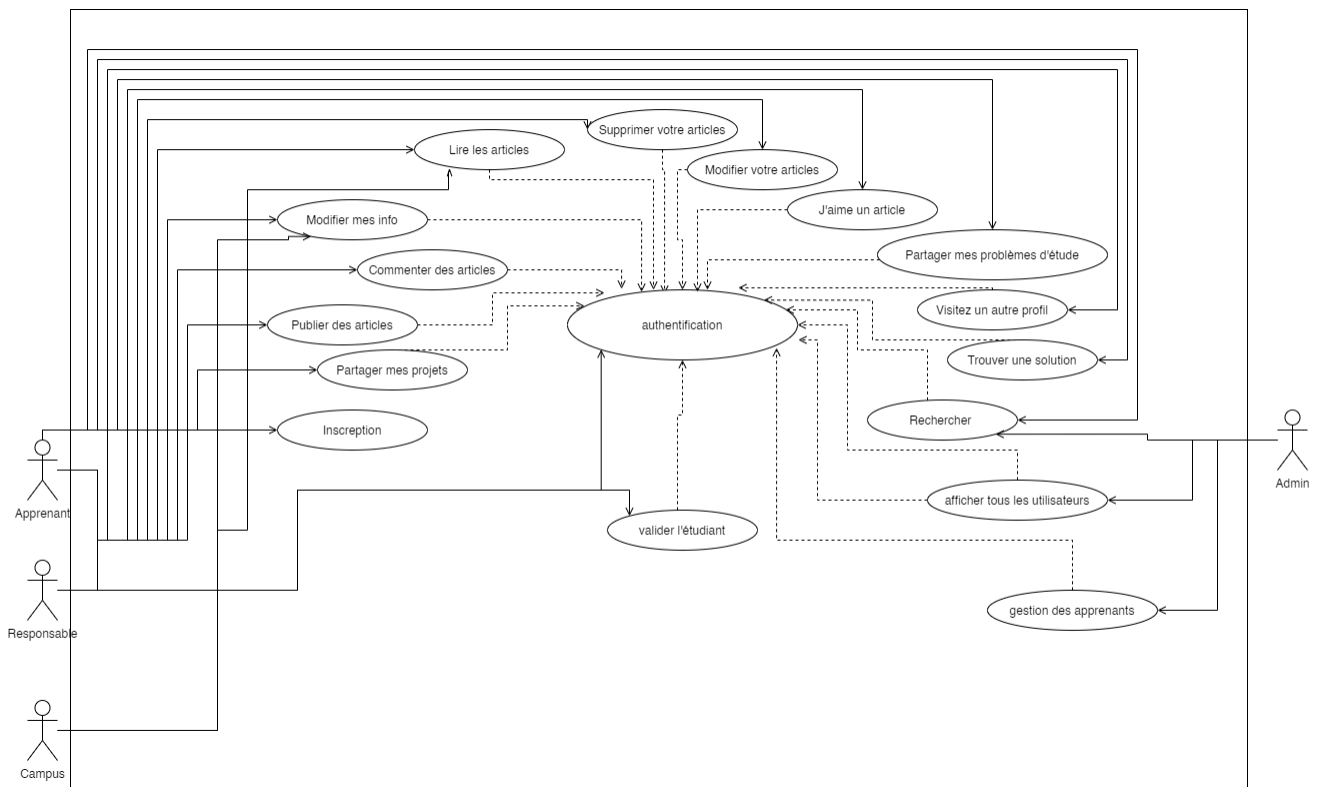 Supprimer votre articles
Lire les articles
Modifier votre articles
J'aime un article
Modifier mes info
Partager mes problèmes d'étude
Commenter des articles
Visitez un autre profil
Publier des articles
authentification
Trouver une solution
Partager mes projets
Rechercher
Inscription
Admin
afficher tous les utilisateurs
Apprenant
valider l'étudiant
gestion des apprenants
Responsable
Campus